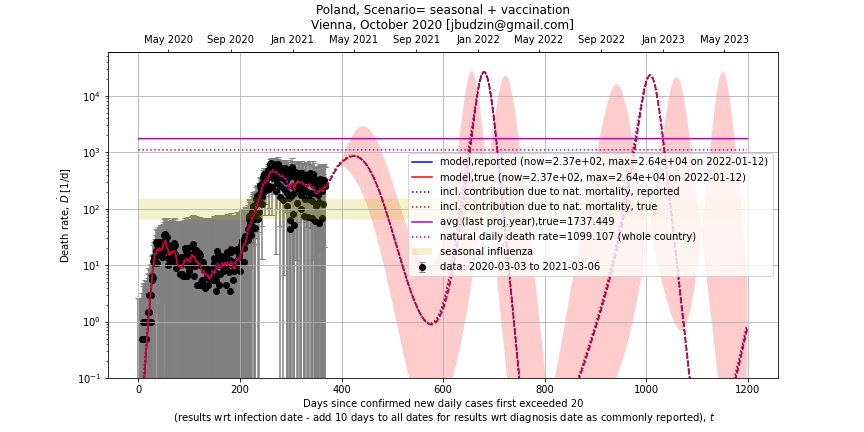 Poland, Scenario= seasonal + vaccination
Vienna, October 2020 [jbudzin@gmail.com]
May 2020 Sep 2020 Jan 2021 May 2021 Sep 2021 Jan 2022 May 2022 Sep 2022 Jan 2023 May 2023
Death rate, D [1/d]
10⁴
10³
10²
10¹
10⁰
10⁻¹
model,reported (now=2.37e+02, max=2.64e+04 on 2022-01-12)
model,true (now=2.37e+02, max=2.64e+04 on 2022-01-12)
incl. contribution due to nat. mortality, reported
incl. contribution due to nat. mortality, true
avg.(last proj.year),true=1737.449
natural daily death rate=1099.107 (whole country)
seasonal influenza
data: 2020-03-03 to 2021-03-06
0 200 400 600 800 1000 1200
Days since confirmed new daily cases first exceeded 20
(results wrt infection date - add 10 days to all dates for results wrt diagnosis date as commonly reported), t